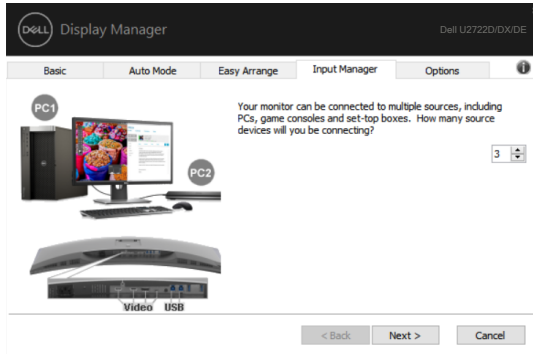 DELL Display Manager
Dell U2722D/DX/DE
Basic Auto Mode Easy Arrange Input Manager Options
Your monitor can be connected to multiple sources, including
PCs, game consoles and set-top boxes. How many source
devices will you be connecting?
3
PC1
PC2
Video USB
< Back Next > Cancel